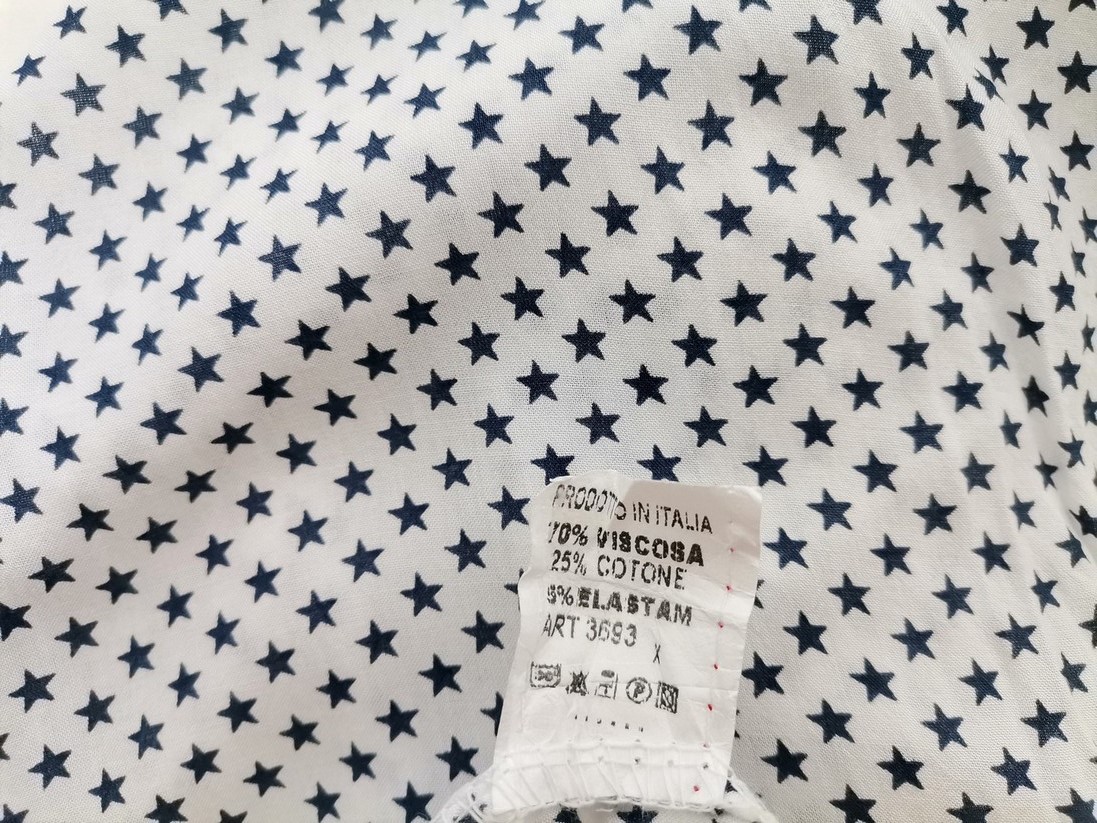 PRODOTTO IN ITALIA
70% VISCOSA
25% COTONE
5% ELASTAM
ART 3693
X
P